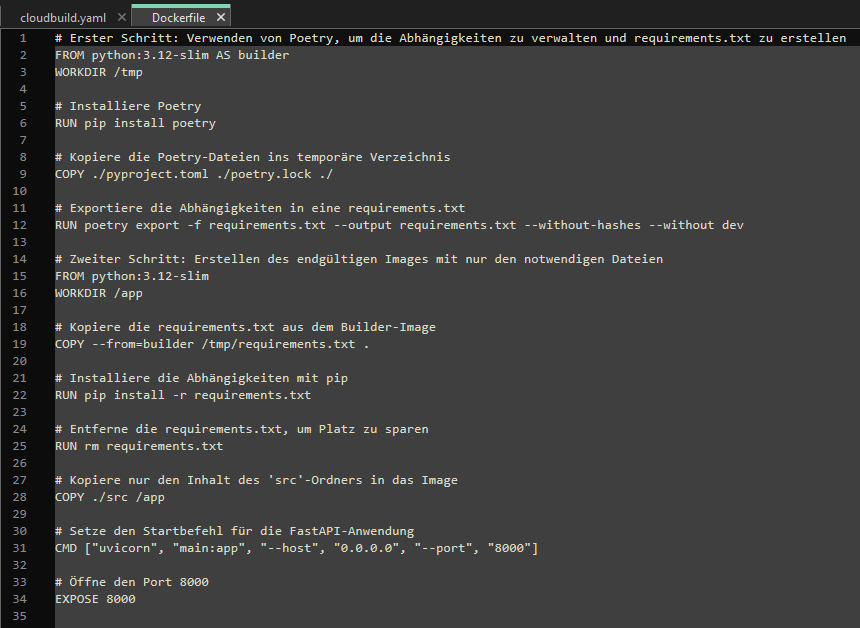 cloudbuild.yaml × Dockerfile ×
1 # Erster Schritt: Verwenden von Poetry, um die Abhängigkeiten zu verwalten und requirements.txt zu erstellen
2 FROM python:3.12-slim AS builder
3 WORKDIR /tmp
4
5 # Installiere Poetry
6 RUN pip install poetry
7
8 # Kopiere die Poetry-Dateien ins temporäre Verzeichnis
9 COPY ./pyproject.toml ./poetry.lock ./
10
11 # Exportiere die Abhängigkeiten in eine requirements.txt
12 RUN poetry export -f requirements.txt --output requirements.txt --without-hashes --without dev
13
14 # Zweiter Schritt: Erstellen des endgültigen Images mit nur den notwendigen Dateien
15 FROM python:3.12-slim
16 WORKDIR /app
17
18 # Kopiere die requirements.txt aus dem Builder-Image
19 COPY --from=builder /tmp/requirements.txt .
20
21 # Installiere die Abhängigkeiten mit pip
22 RUN pip install -r requirements.txt
23
24 # Entferne die requirements.txt, um Platz zu sparen
25 RUN rm requirements.txt
26
27 # Kopiere nur den Inhalt des 'src'-Ordners in das Image
28 COPY ./src /app
29
30 # Setze den Startbefehl für die FastAPI-Anwendung
31 CMD ["uvicorn", "main:app", "--host", "0.0.0.0", "--port", "8000"]
32
33 # Öffne den Port 8000
34 EXPOSE 8000
35